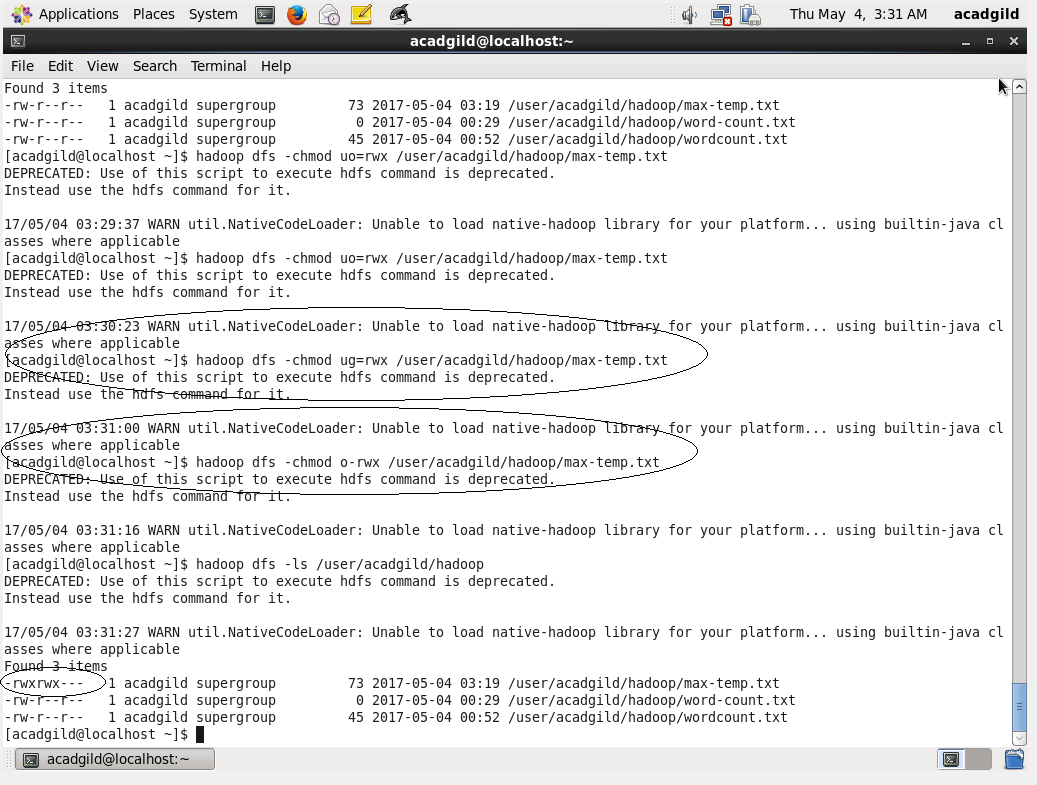 Applications Places System Thu May 4, 3:31 AM acadgild
acadgild@localhost:~
File Edit View Search Terminal Help
Found 3 items
-rw-r--r--   1 acadgild supergroup         73 2017-05-04 03:19 /user/acadgild/hadoop/max-temp.txt
-rw-r--r--   1 acadgild supergroup          0 2017-05-04 00:29 /user/acadgild/hadoop/word-count.txt
-rw-r--r--   1 acadgild supergroup         45 2017-05-04 00:52 /user/acadgild/hadoop/wordcount.txt
[acadgild@localhost ~]$ hadoop dfs -chmod uo=rwx /user/acadgild/hadoop/max-temp.txt
DEPRECATED: Use of this script to execute hdfs command is deprecated.
Instead use the hdfs command for it.
17/05/04 03:29:37 WARN util.NativeCodeLoader: Unable to load native-hadoop library for your platform... using builtin-java cl
asses where applicable
[acadgild@localhost ~]$ hadoop dfs -chmod uo=rwx /user/acadgild/hadoop/max-temp.txt
DEPRECATED: Use of this script to execute hdfs command is deprecated.
Instead use the hdfs command for it.
17/05/04 03:30:23 WARN util.NativeCodeLoader: Unable to load native-hadoop library for your platform... using builtin-java cl
asses where applicable
[acadgild@localhost ~]$ hadoop dfs -chmod ug=rwx /user/acadgild/hadoop/max-temp.txt
DEPRECATED: Use of this script to execute hdfs command is deprecated.
Instead use the hdfs command for it.
17/05/04 03:31:00 WARN util.NativeCodeLoader: Unable to load native-hadoop library for your platform... using builtin-java cl
asses where applicable
[acadgild@localhost ~]$ hadoop dfs -chmod o-rwx /user/acadgild/hadoop/max-temp.txt
DEPRECATED: Use of this script to execute hdfs command is deprecated.
Instead use the hdfs command for it.
17/05/04 03:31:16 WARN util.NativeCodeLoader: Unable to load native-hadoop library for your platform... using builtin-java cl
asses where applicable
[acadgild@localhost ~]$ hadoop dfs -ls /user/acadgild/hadoop
DEPRECATED: Use of this script to execute hdfs command is deprecated.
Instead use the hdfs command for it.
17/05/04 03:31:27 WARN util.NativeCodeLoader: Unable to load native-hadoop library for your platform... using builtin-java cl
asses where applicable
Found 3 items
-rwxrwx---   1 acadgild supergroup         73 2017-05-04 03:19 /user/acadgild/hadoop/max-temp.txt
-rw-r--r--   1 acadgild supergroup          0 2017-05-04 00:29 /user/acadgild/hadoop/word-count.txt
-rw-r--r--   1 acadgild supergroup         45 2017-05-04 00:52 /user/acadgild/hadoop/wordcount.txt
[acadgild@localhost ~]$
acadgild@localhost:~